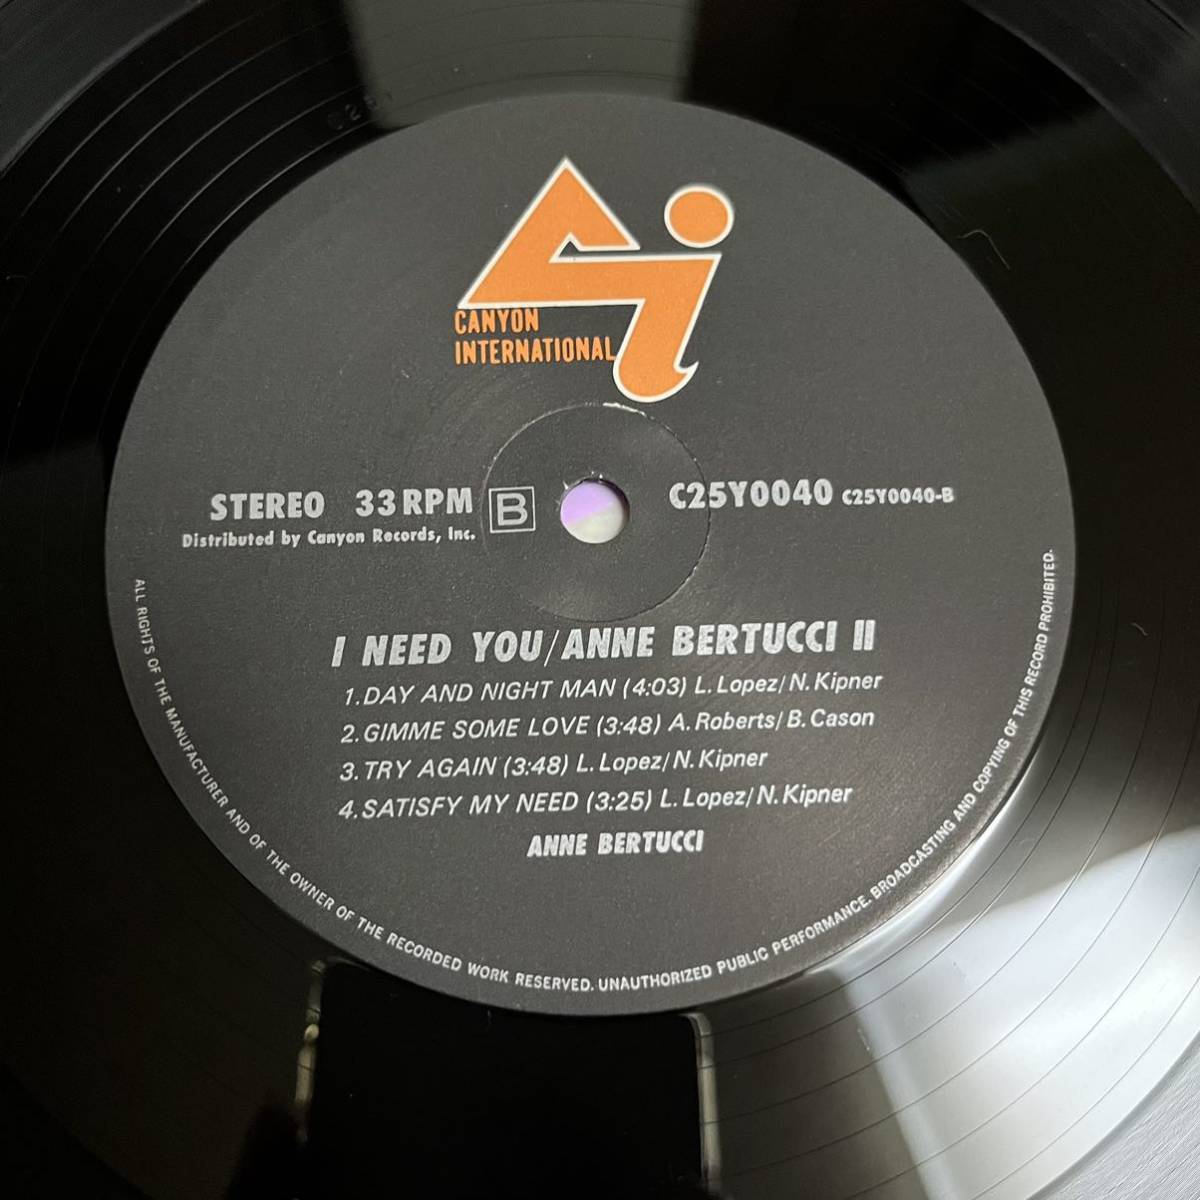 CANYON
INTERNATIONAL
STEREO 33RPM B C25Y0040 C25Y0040-B
Distributed by Canyon Records, Inc.
I NEED YOU/ANNE BERTUCCI II
1.DAY AND NIGHT MAN (4:03) L. Lopez/N. Kipner
2.GIMME SOME LOVE (3:48) A. Roberts/B. Cason
3.TRY AGAIN (3:48) L. Lopez/N. Kipner
4.SATISFY MY NEED (3:25) L. Lopez/N. Kipner
ANNE BERTUCCI
ALL RIGHTS OF THE MANUFACTURER AND OF THE OWNER OF THE RECORDED WORK RESERVED. UNAUTHORIZED PUBLIC PERFORMANCE. BROADCASTING AND COPYING OF THIS RECORD PROHIBITED.